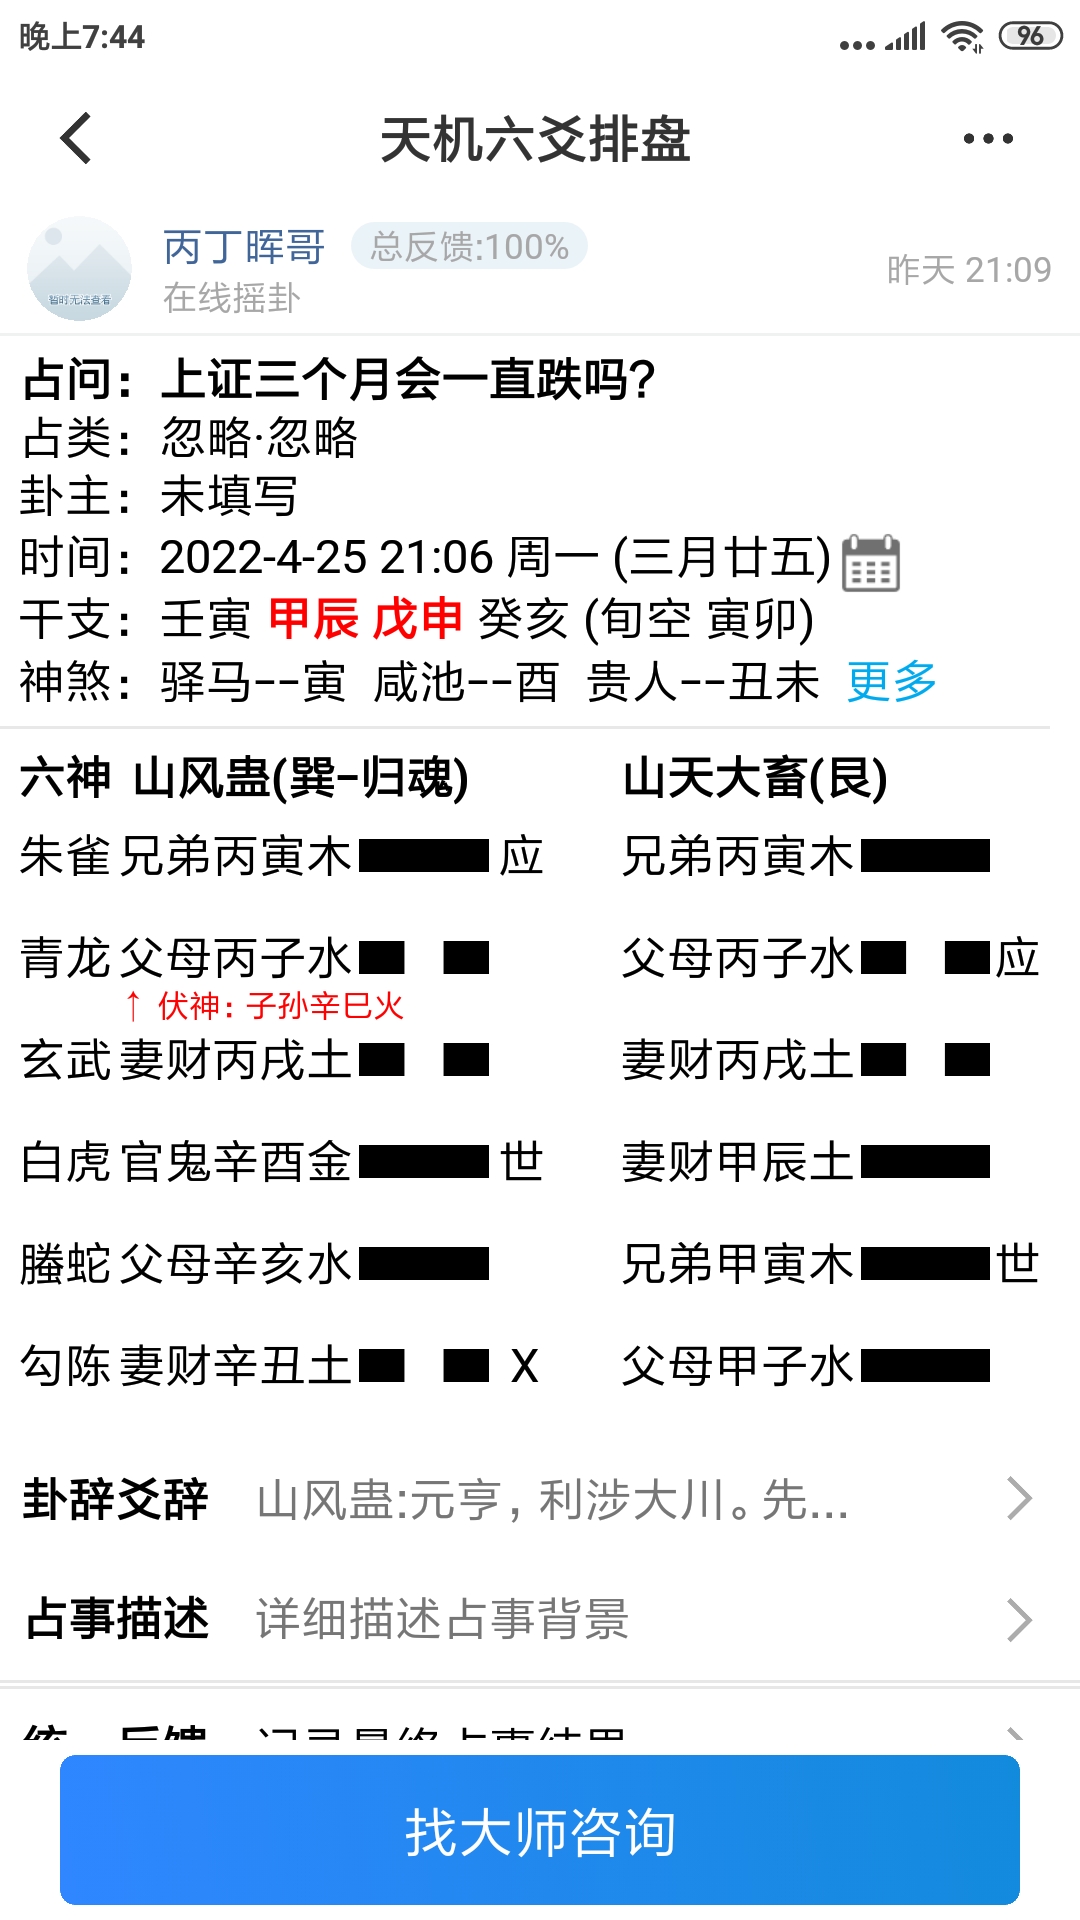 晚上7:44
96
天机六爻排盘
丙丁晖哥 总反馈:100%
在线摇卦
昨天 21:09
暂时无法查看
占问：上证三个月会一直跌吗?
占类：忽略·忽略
卦主：未填写
时间：2022-4-25 21:06 周一 (三月廿五)
干支：壬寅 甲辰 戊申 癸亥 (旬空 寅卯)
神煞：驿马--寅 咸池--酉 贵人--丑未 更多
六神 山风蛊(巽-归魂) 山天大畜(艮)
朱雀 兄弟丙寅木 应 兄弟丙寅木
青龙 父母丙子水 父母丙子水 应
↑ 伏神：子孙辛巳火
玄武 妻财丙戌土 妻财丙戌土
白虎 官鬼辛酉金 世 妻财甲辰土
螣蛇 父母辛亥水 兄弟甲寅木 世
勾陈 妻财辛丑土 X 父母甲子水
卦辞爻辞 山风蛊:元亨，利涉大川。先...
占事描述 详细描述占事背景
找大师咨询